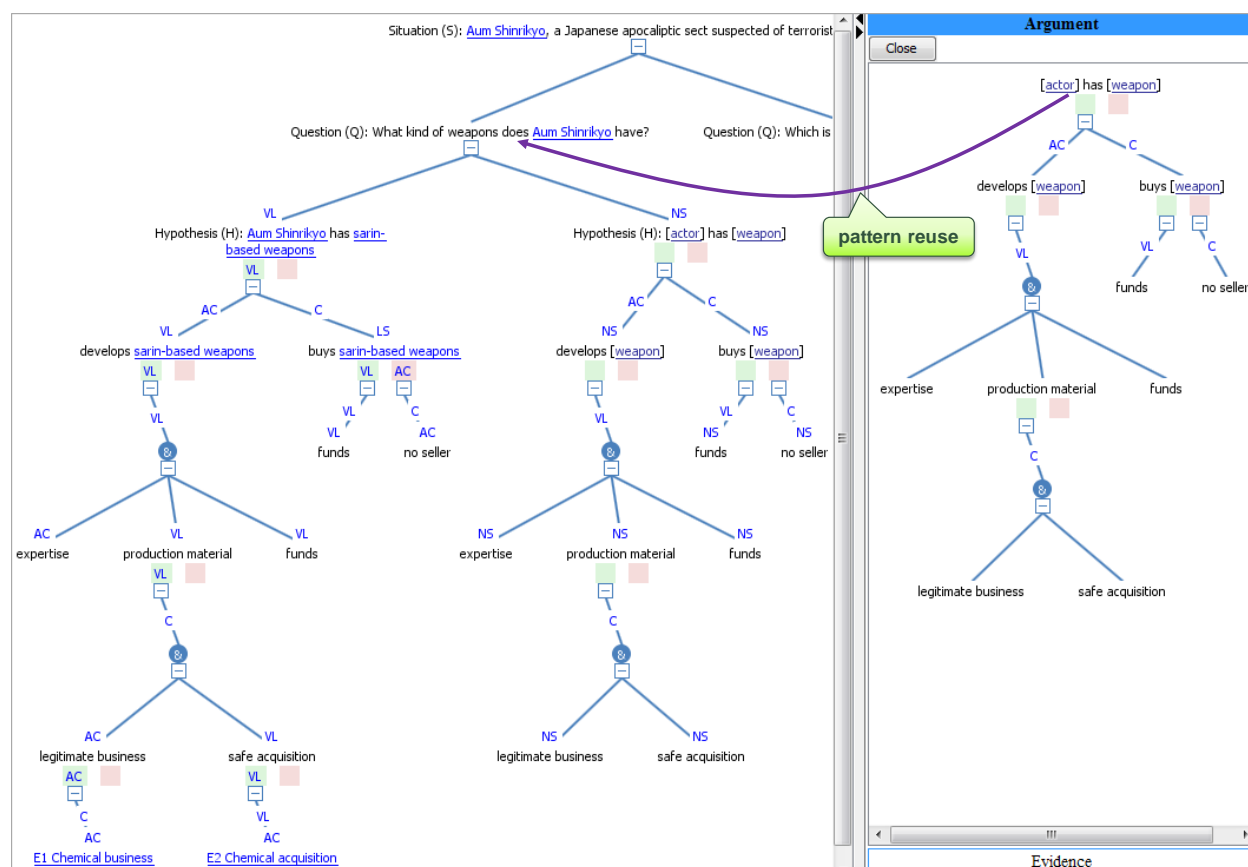 Situation (S): Aum Shinrikyo, a Japanese apocaliptic sect suspected of terrorist
Question (Q): What kind of weapons does Aum Shinrikyo have?
Question (Q): Which is
VL
NS
Hypothesis (H): Aum Shinrikyo has sarin-
based weapons
Hypothesis (H): [actor] has [weapon]
VL
AC
C
AC
C
VL
LS
NS
NS
develops sarin-based weapons
buys sarin-based weapons
develops [weapon]
buys [weapon]
VL
VL
AC
VL
VL
C
VL
VL
C
VL
AC
NS
NS
&
funds
no seller
&
funds
no seller
AC
VL
VL
NS
NS
NS
expertise
production material
funds
expertise
production material
funds
VL
C
C
&
&
AC
VL
NS
NS
legitimate business
safe acquisition
legitimate business
safe acquisition
AC
VL
C
VL
AC
AC
E1 Chemical business
E2 Chemical acquisition
pattern reuse
Argument
Close
[actor] has [weapon]
AC
C
develops [weapon]
buys [weapon]
VL
VL
C
&
funds
no seller
expertise
production material
funds
C
&
legitimate business
safe acquisition
Evidence